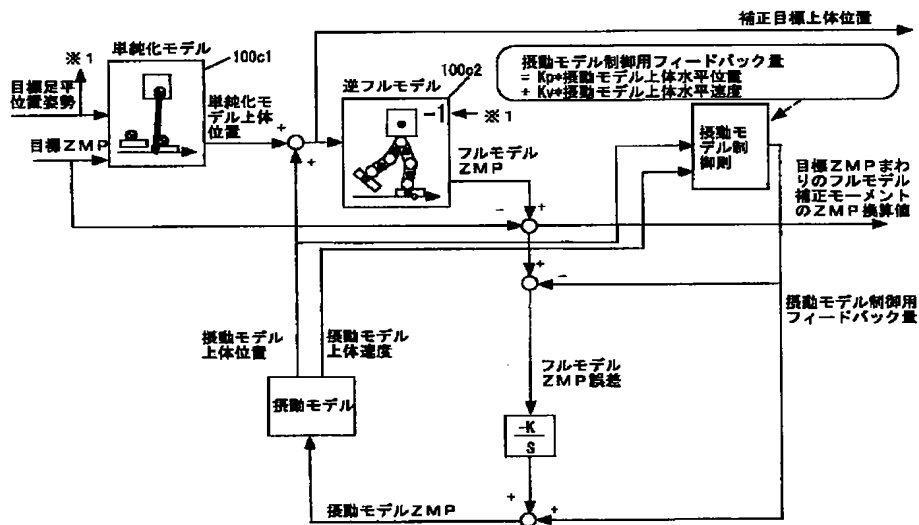 補正目標上体位置
単純化モデル
100c1
※1
目標足平
位置姿勢
目標ZMP
単純化モ
デル上体
位置
+
+
逆フルモデル
100c2
-1
※1
フルモデル
ZMP
摂動モデル制御用フィードバック量
= Kp*摂動モデル上体水平位置
+ Kv*摂動モデル上体水平速度
摂動モ
デル制
御則
目標ZMPまわ
りのフルモデル
補正モーメント
のZMP換算値
-
+
+
-
摂動モデル制御用
フィードバック量
摂動モデル
上体位置
摂動モデル
上体速度
フルモデル
ZMP誤差
摂動モデル
-K
S
+
+
摂動モデルZMP